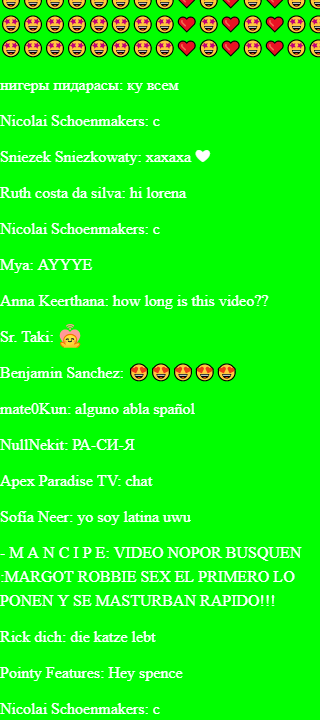 🤩🤩🤩🤩🤩🤩🤩🤩❤️🤩❤️🤩❤️🤩🤩
🤩🤩🤩🤩🤩🤩🤩🤩❤️🤩❤️🤩❤️🤩🤩
🤩🤩🤩🤩🤩🤩🤩🤩❤️🤩❤️🤩❤️🤩🤩
нигеры пидарасы: ку всем
Nicolai Schoenmakers: c
Sniezek Sniezkowaty: xaxaxa 🤍
Ruth costa da silva: hi lorena
Nicolai Schoenmakers: c
Mya: AYYYE
Anna Keerthana: how long is this video??
Sr. Taki: 🙆
Benjamin Sanchez: 😍😍😍😍😍
mate0Kun: alguno abla spañol
NullNekit: РА-СИ-Я
Apex Paradise TV: chat
Sofía Neer: yo soy latina uwu
- M A N C I P E: VIDEO NOPOR BUSQUEN
:MARGOT ROBBIE SEX EL PRIMERO LO
PONEN Y SE MASTURBAN RAPIDO!!!
Rick dich: die katze lebt
Pointy Features: Hey spence
Nicolai Schoenmakers: c